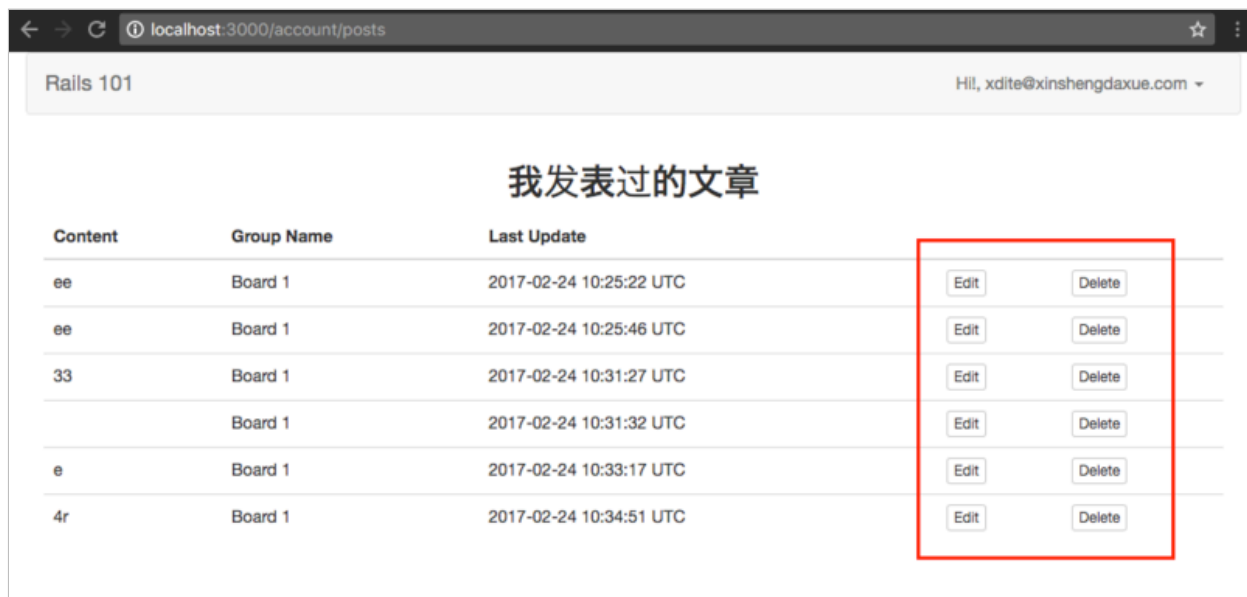 localhost:3000/account/posts
Rails 101 Hi!, xdite@xinshengdaxue.com
我发表过的文章
Content Group Name Last Update
ee Board 1 2017-02-24 10:25:22 UTC Edit Delete
ee Board 1 2017-02-24 10:25:46 UTC Edit Delete
33 Board 1 2017-02-24 10:31:27 UTC Edit Delete
Board 1 2017-02-24 10:31:32 UTC Edit Delete
e Board 1 2017-02-24 10:33:17 UTC Edit Delete
4r Board 1 2017-02-24 10:34:51 UTC Edit Delete